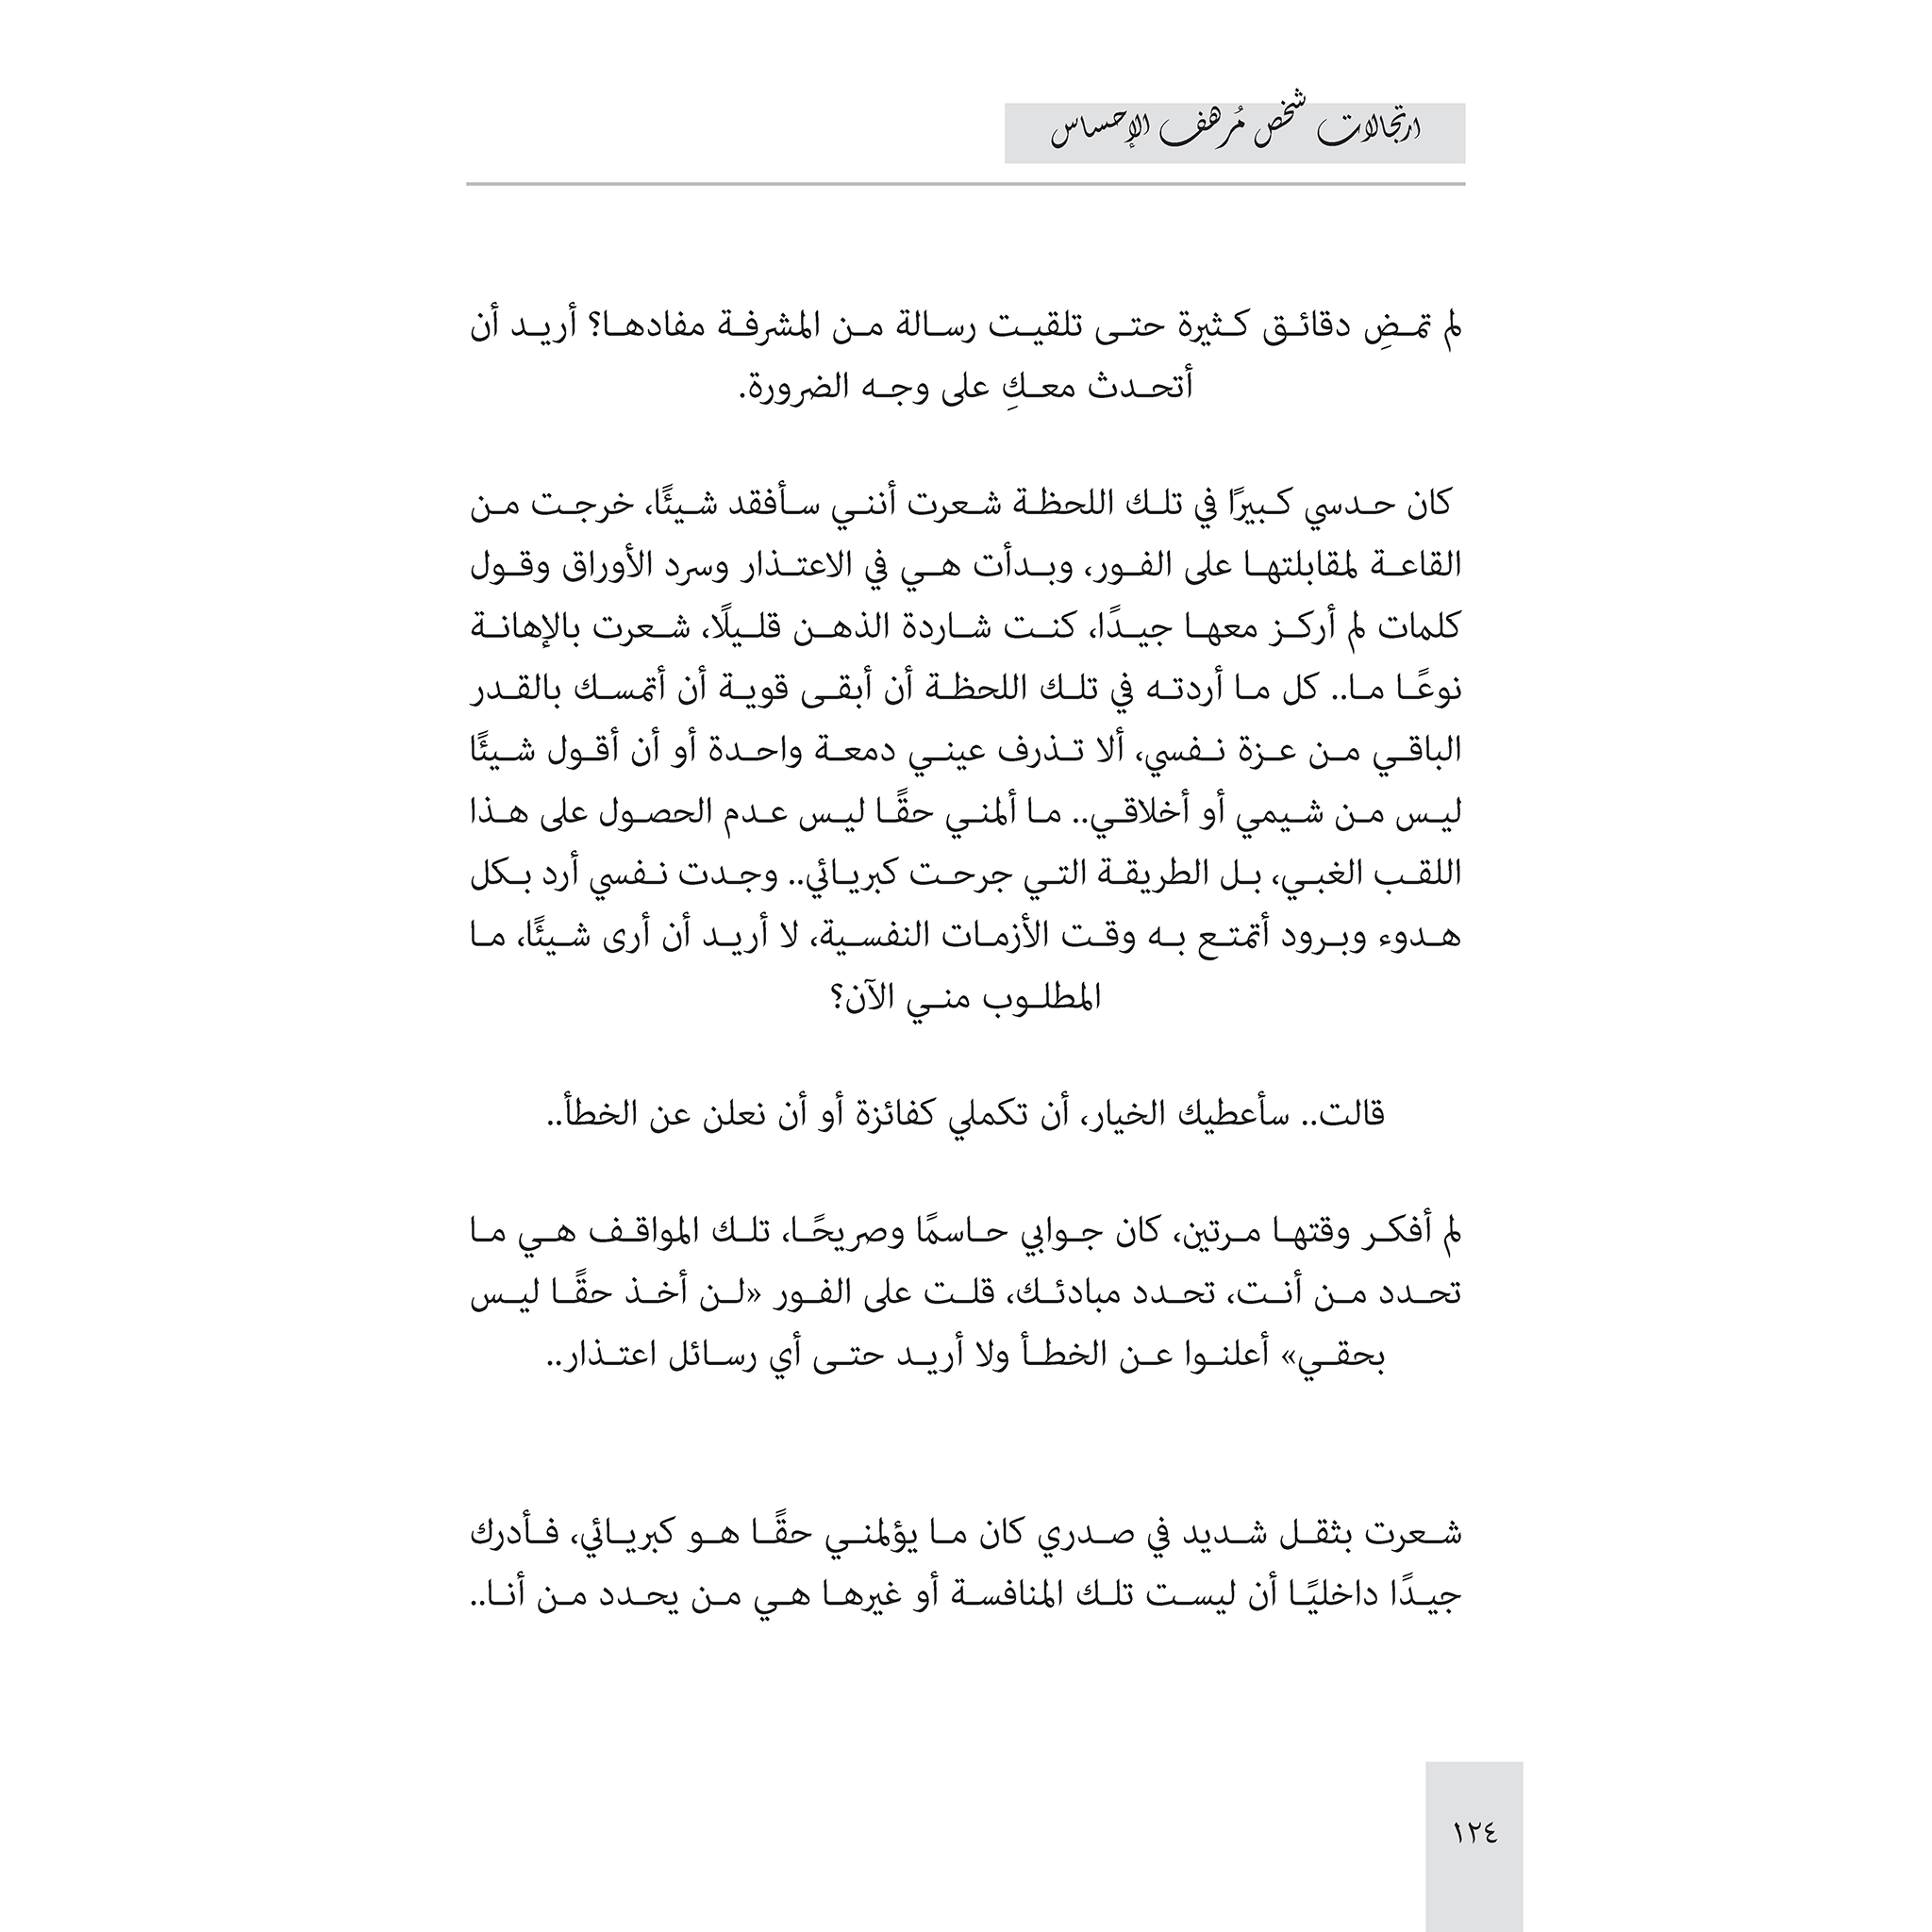 ارتجالات شخص مُرهف الإحساس
لم تمضِ دقائق كثيرة حتى تلقيت رسالة من المشرفة مفادها؟ أريد أن
أتحدث معكِ على وجه الضرورة.
كان حدسي كبيرًا في تلك اللحظة شعرت أنني سأفقد شيئًا، خرجت من
القاعة لمقابلتها على الفور، وبدأت هي في الاعتذار وسرد الأوراق وقول
كلمات لم أركز معها جيدًا، كنت شاردة الذهن قليلًا، شعرت بالإهانة
نوعًا ما.. كل ما أردته في تلك اللحظة أن أبقى قوية أن أتمسك بالقدر
الباقي من عزة نفسي، ألا تذرف عيني دمعة واحدة أو أن أقول شيئًا
ليس من شيمي أو أخلاقي.. ما ألمني حقًا ليس عدم الحصول على هذا
اللقب الغبي، بل الطريقة التي جرحت كبريائي.. وجدت نفسي أرد بكل
هدوء وبرود أتمتع به وقت الأزمات النفسية، لا أريد أن أرى شيئًا، ما
المطلوب مني الآن؟
قالت.. سأعطيك الخيار، أن تكملي كفائزة أو أن نعلن عن الخطأ..
لم أفكر وقتها مرتين، كان جوابي حاسمًا وصريحًا، تلك المواقف هي ما
تحدد من أنت، تحدد مبادئك، قلت على الفور «لن أخذ حقًا ليس
بحقي» أعلنوا عن الخطأ ولا أريد حتى أي رسائل اعتذار..
شعرت بثقل شديد في صدري كان ما يؤلمني حقًا هو كبريائي، فأدرك
جيدًا داخليًا أن ليست تلك المنافسة أو غيرها هي من يحدد من أنا..
١٢٤